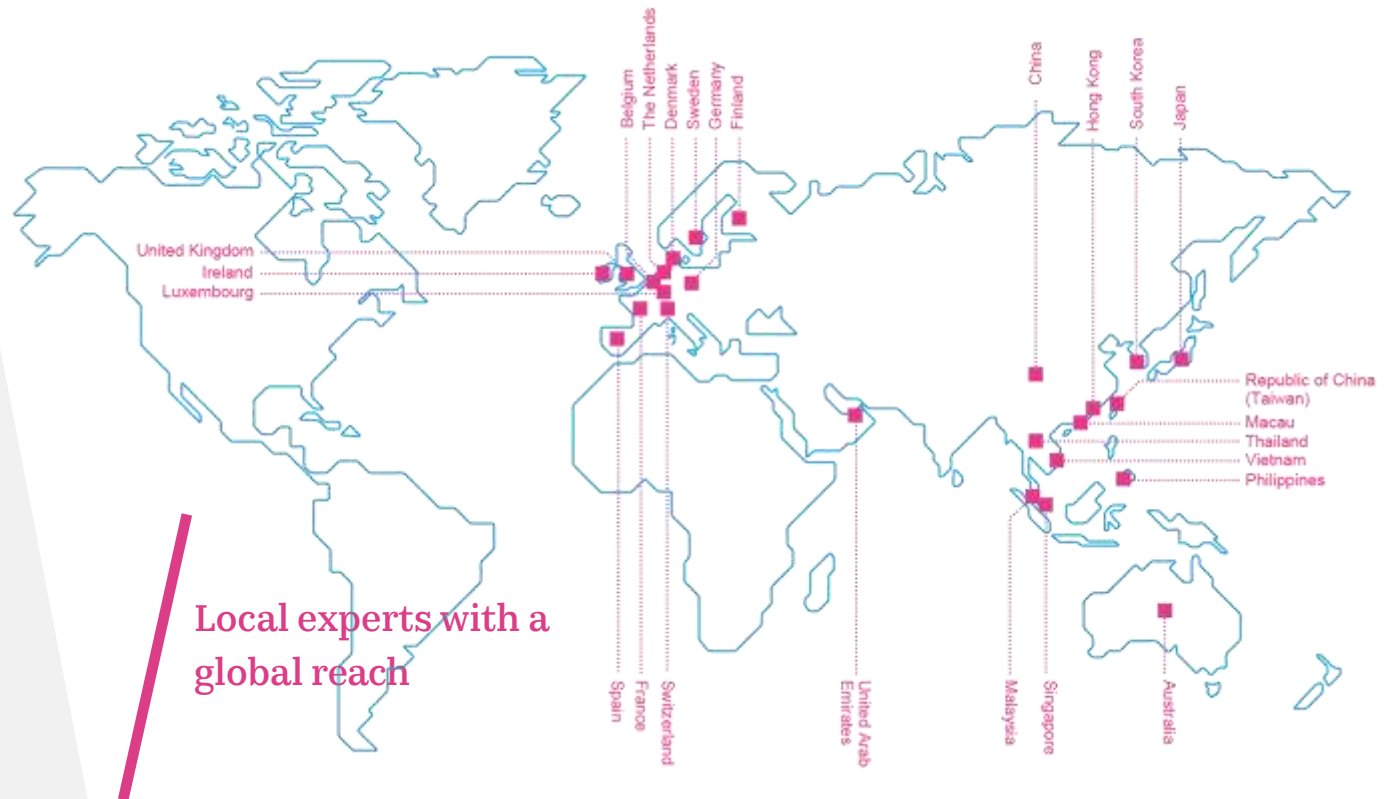 Belgium
The Netherlands
Denmark
Sweden
Germany
Finland
China
Hong Kong
South Korea
Japan
United Kingdom
Ireland
Luxembourg
Republic of China
(Taiwan)
Macau
Thailand
Vietnam
Philippines
Local experts with a
global reach
Spain
France
Switzerland
United Arab
Emirates
Malaysia
Singapore
Australia